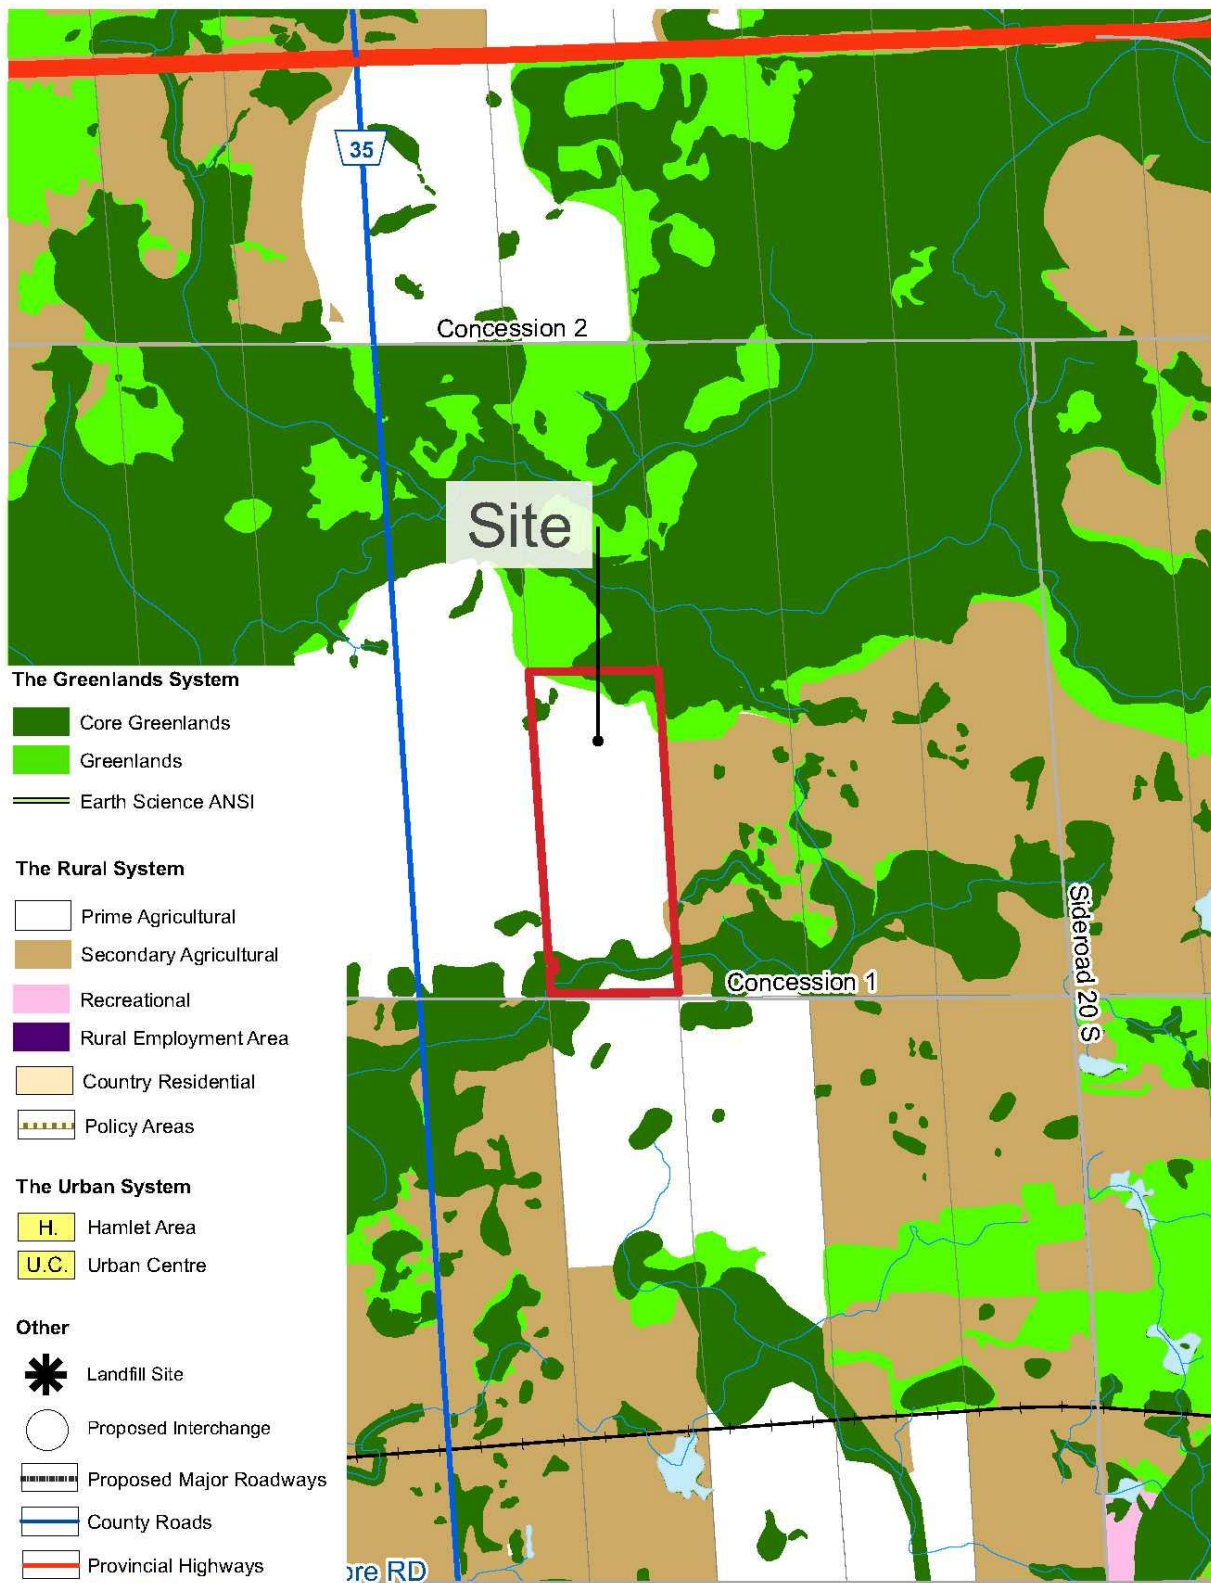 35
Concession 2
Site
The Greenlands System
Core Greenlands
Greenlands
Earth Science ANSI
The Rural System
Prime Agricultural
Secondary Agricultural
Recreational
Rural Employment Area
Country Residential
Policy Areas
Concession 1
Sideroad 20 S
The Urban System
H. Hamlet Area
U.C. Urban Centre
Other
Landfill Site
Proposed Interchange
Proposed Major Roadways
County Roads
Provincial Highways
RD